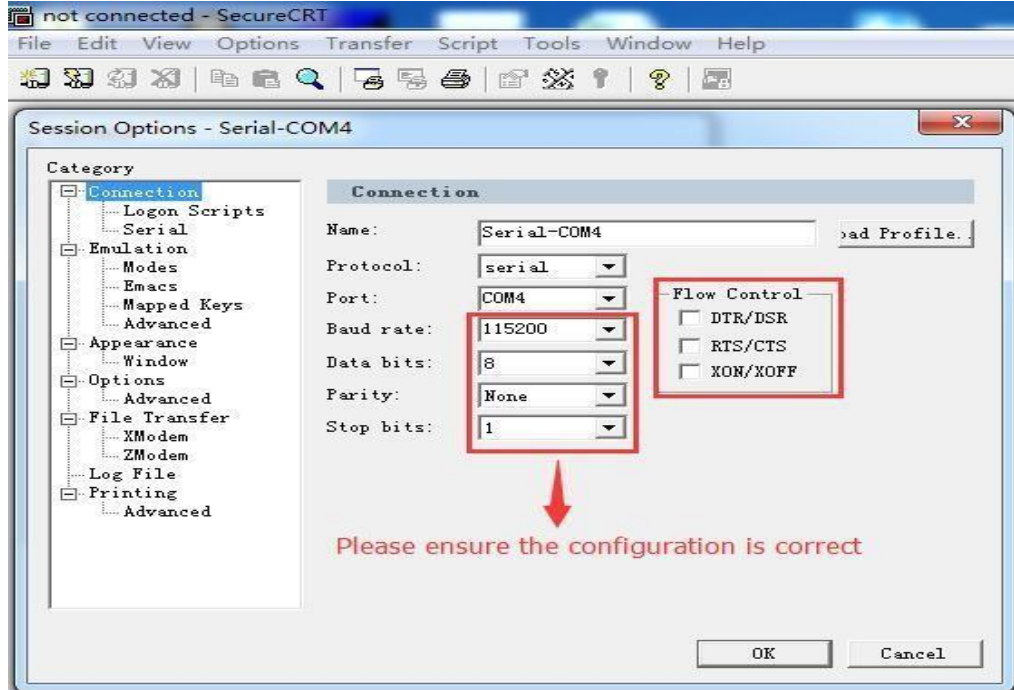 not connected - SecureCRT
File Edit View Options Transfer Script Tools Window Help
Session Options - Serial-COM4
Category
Connection
Logon Scripts
Serial
Emulation
Modes
Emacs
Mapped Keys
Advanced
Appearance
Window
Options
Advanced
File Transfer
XModem
ZModem
Log File
Printing
Advanced
Connection
Name: Serial-COM4 oad Profile..
Protocol: serial
Port: COM4
Baud rate: 115200
Data bits: 8
Parity: None
Stop bits: 1
Flow Control
DTR/DSR
RTS/CTS
XON/XOFF
Please ensure the configuration is correct
OK Cancel